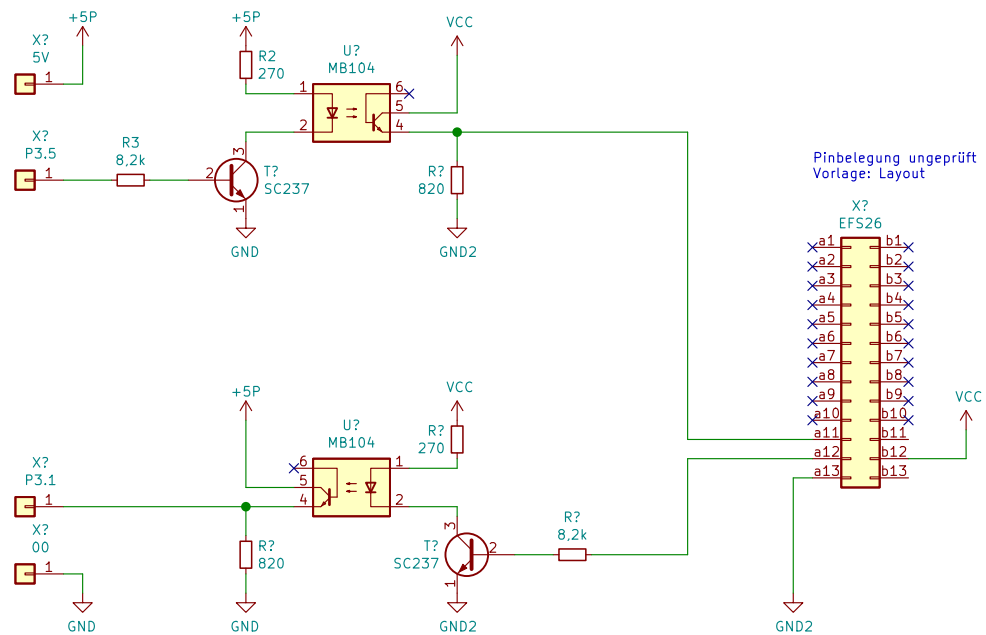 +5P
X?
5V
1
+5P
R2
270
U?
MB104
1
2
6
5
4
VCC
X?
P3.5
1
R3
8,2k
2
3
1
T?
SC237
GND
R?
820
GND2
Pinbelegung ungeprüft
Vorlage: Layout
X?
EFS26
a1 b1
a2 b2
a3 b3
a4 b4
a5 b5
a6 b6
a7 b7
a8 b8
a9 b9
a10 b10
a11 b11
a12 b12
a13 b13
VCC
GND2
+5P
U?
MB104
6
5
4
1
2
VCC
R?
270
X?
P3.1
1
X?
00
1
GND
R?
820
GND
T?
SC237
3
2
1
GND2
R?
8,2k